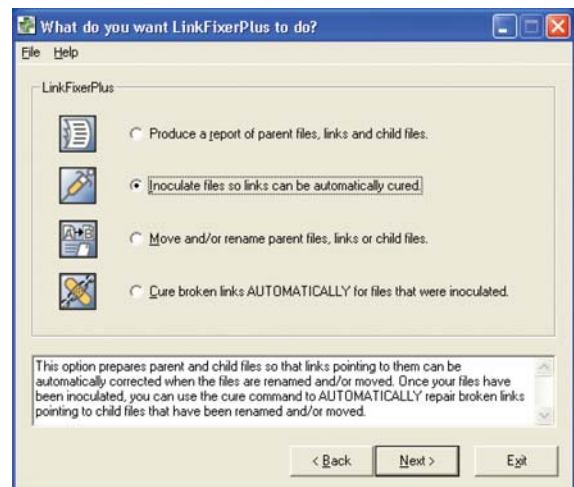 What do you want LinkFixerPlus to do?
File Help
LinkFixerPlus
Produce a report of parent files, links and child files.
Inoculate files so links can be automatically cured.
A B
Move and/or rename parent files, links or child files.
Cure broken links AUTOMATICALLY for files that were inoculated.
This option prepares parent and child files so that links pointing to them can be
automatically corrected when the files are renamed and/or moved. Once your files have
been inoculated, you can use the cure command to AUTOMATICALLY repair broken links
pointing to child files that have been renamed and/or moved.
< Back Next > Exit